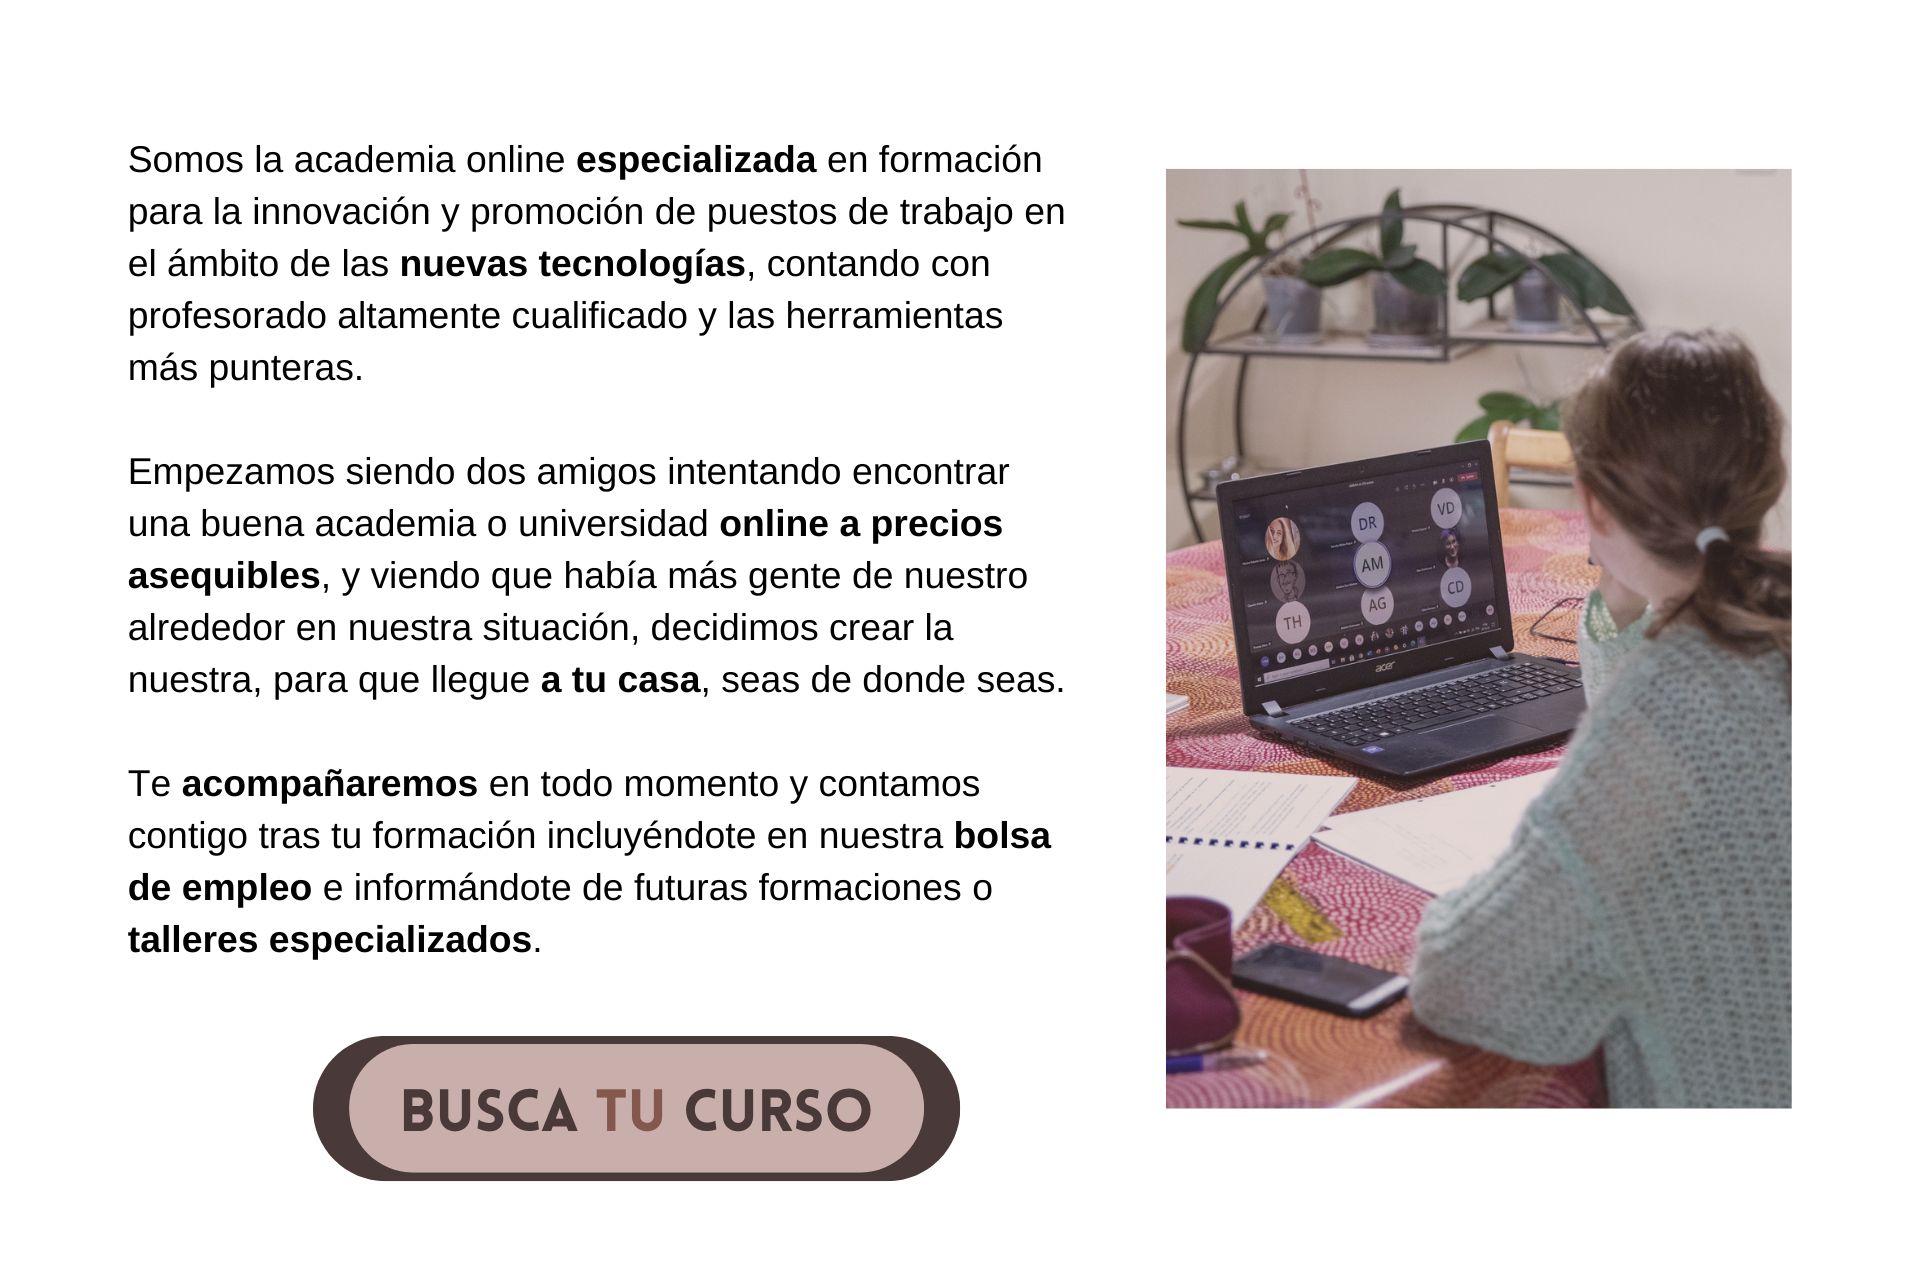 Somos la academia online especializada en formación
para la innovación y promoción de puestos de trabajo en
el ámbito de las nuevas tecnologías, contando con
profesorado altamente cualificado y las herramientas
más punteras.
Empezamos siendo dos amigos intentando encontrar
una buena academia o universidad online a precios
asequibles, y viendo que había más gente de nuestro
alrededor en nuestra situación, decidimos crear la
nuestra, para que llegue a tu casa, seas de donde seas.
Te acompañaremos en todo momento y contamos
contigo tras tu formación incluyéndote en nuestra bolsa
de empleo e informándote de futuras formaciones o
talleres especializados.
BUSCA TU CURSO
DR
VD
AM
CD
AG
TH
acer